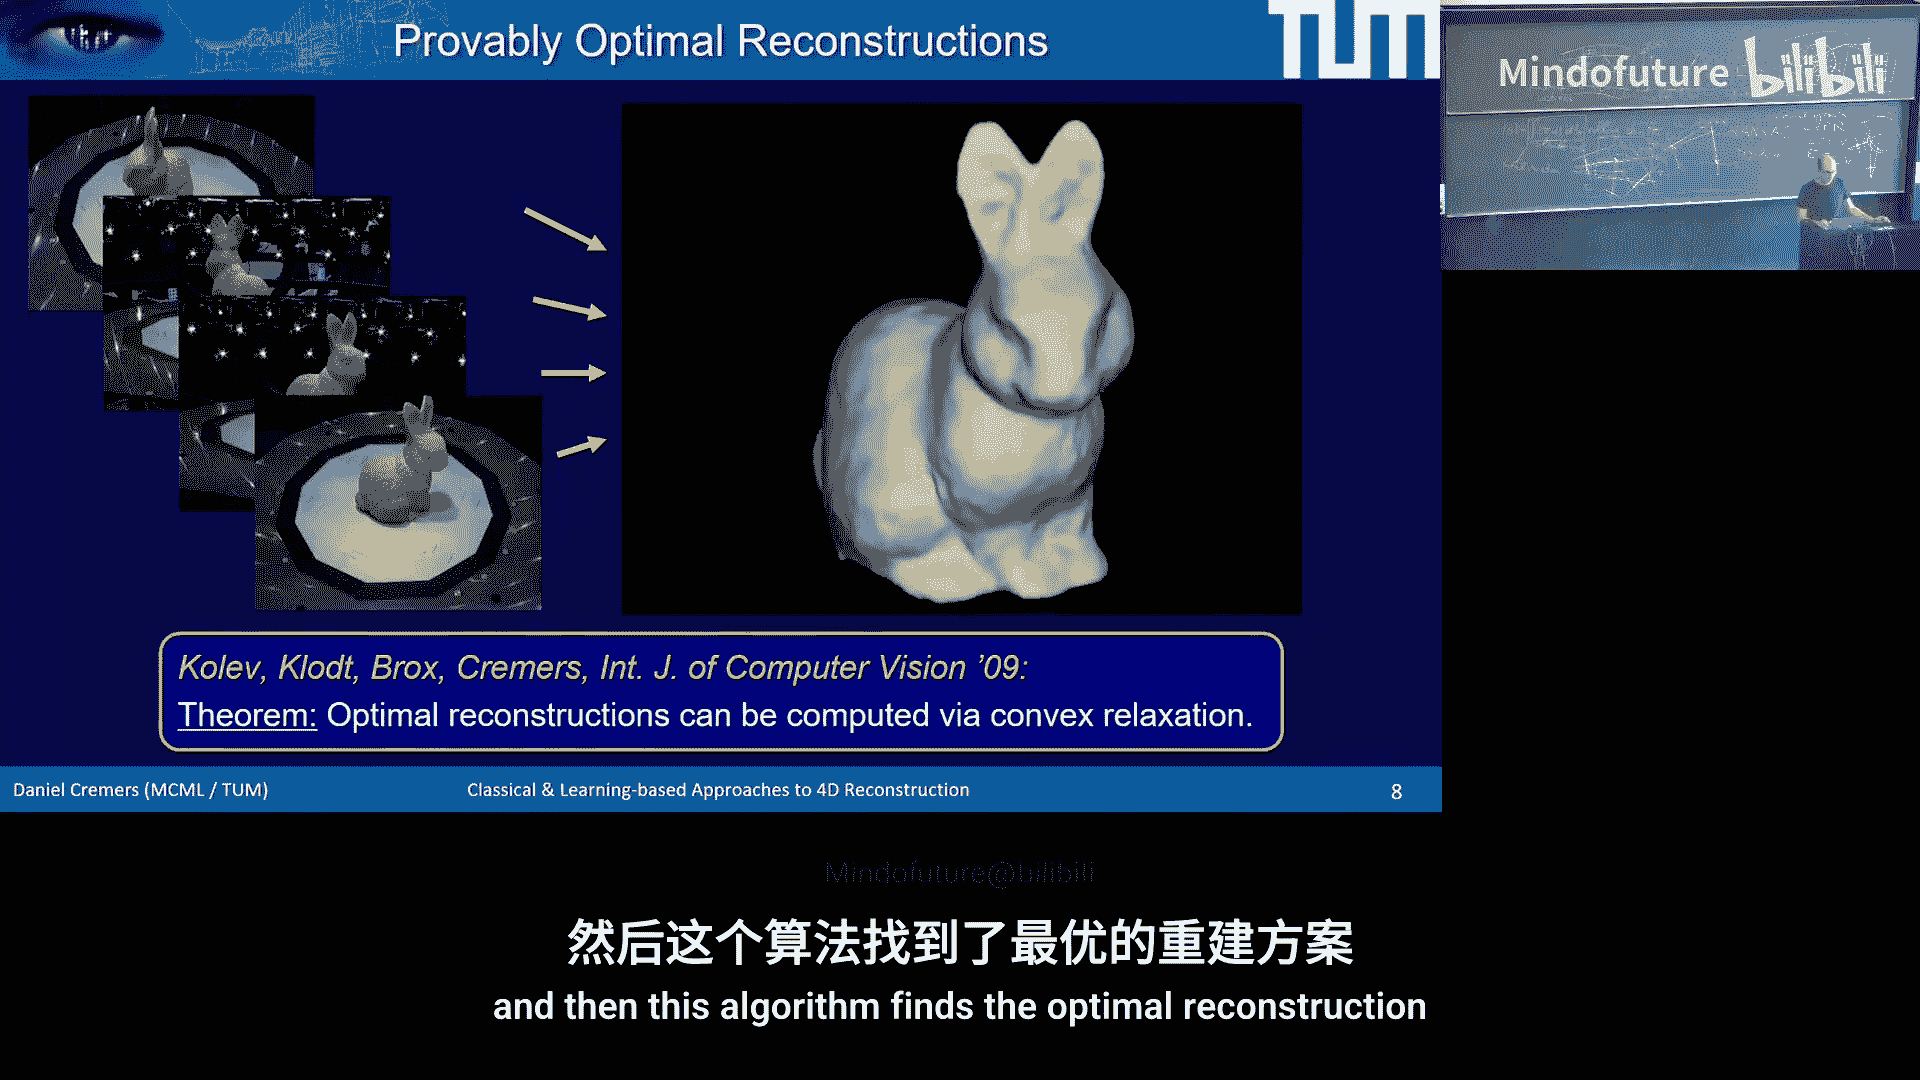 Provably Optimal Reconstructions
TUM
Mindofuture bilibili
Kolev, Klodt, Brox, Cremers, Int. J. of Computer Vision ’09:
Theorem: Optimal reconstructions can be computed via convex relaxation.
Daniel Cremers (MCML / TUM)
Classical & Learning-based Approaches to 4D Reconstruction
8
Mindofuture@bilibili
然后这个算法找到了最优的重建方案
and then this algorithm finds the optimal reconstruction